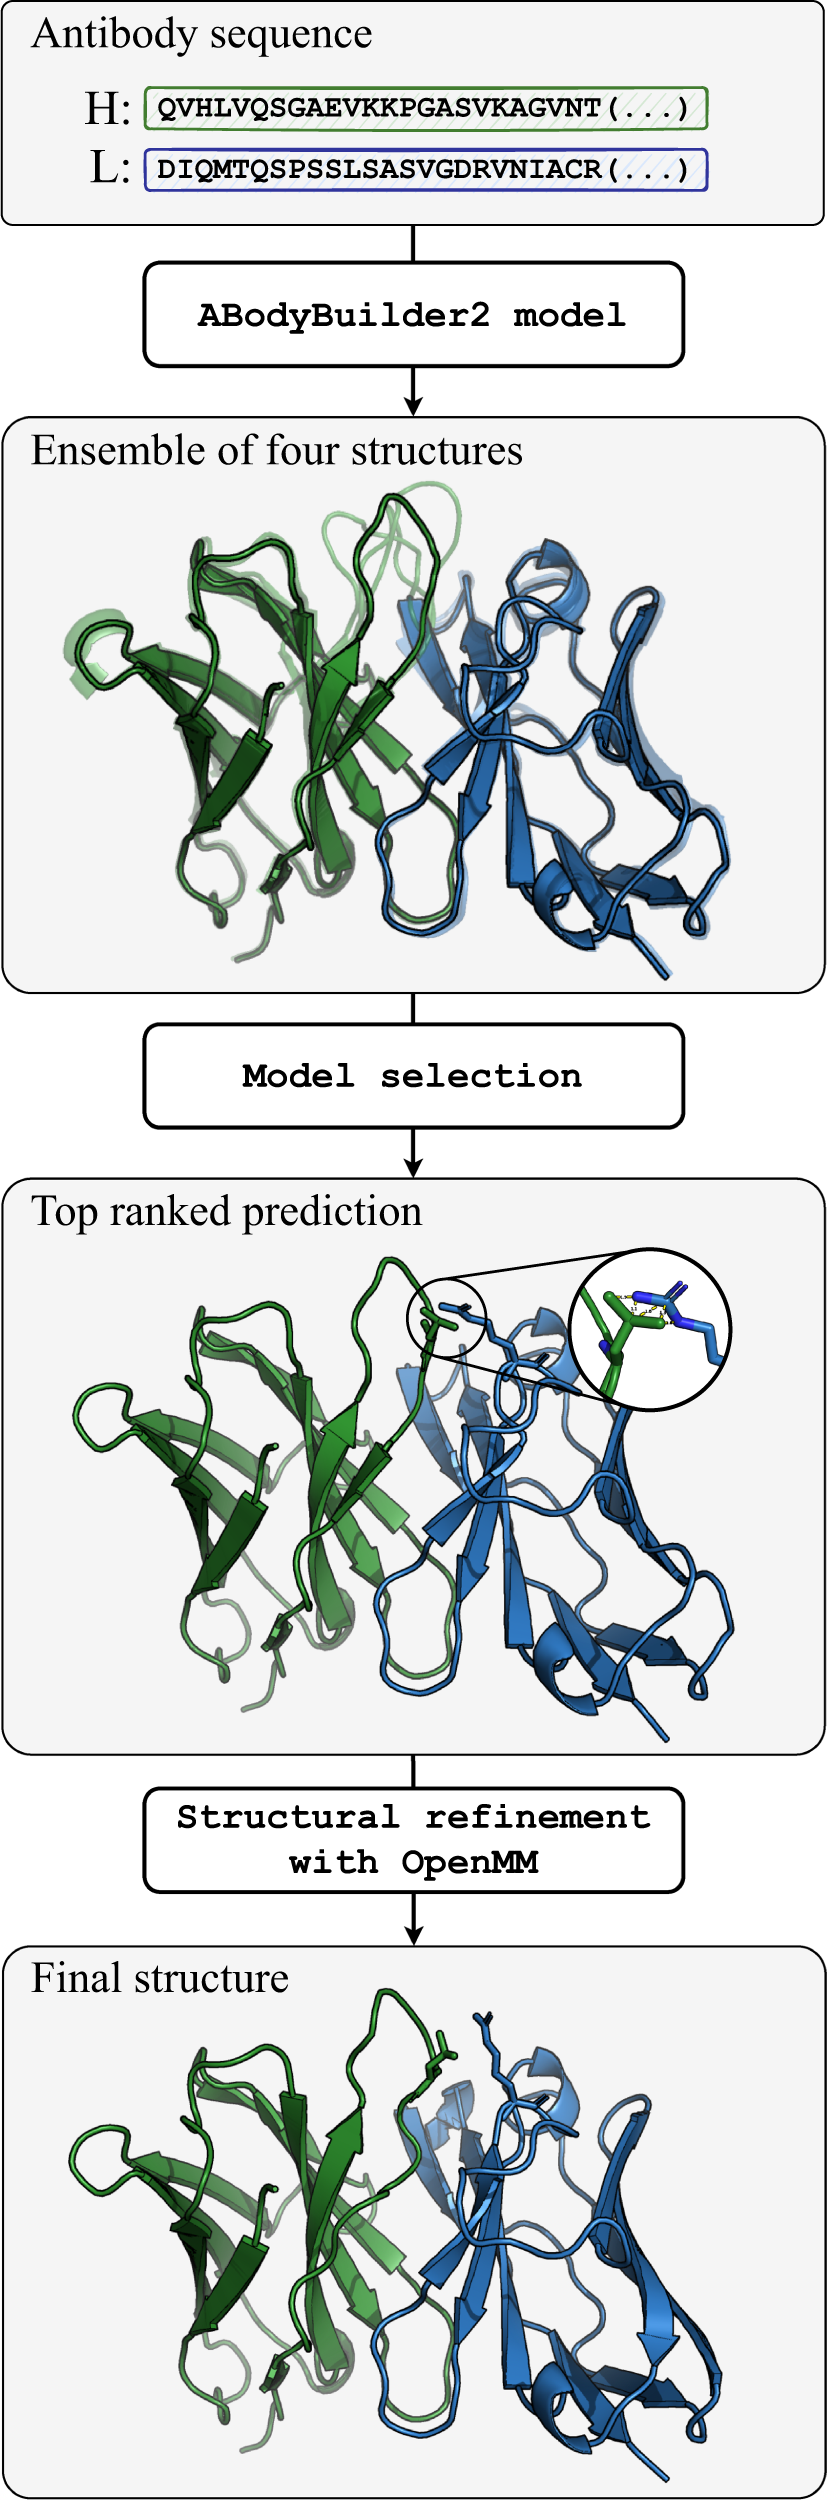 Antibody sequence
H: QVHLVQSGAEVKKPGASVKAGVNT(...)
L: DIQMTQSPSSLSASVGDRVNIACR(...)
ABodyBuilder2 model
Ensemble of four structures
Model selection
Top ranked prediction
Structural refinement
with OpenMM
Final structure